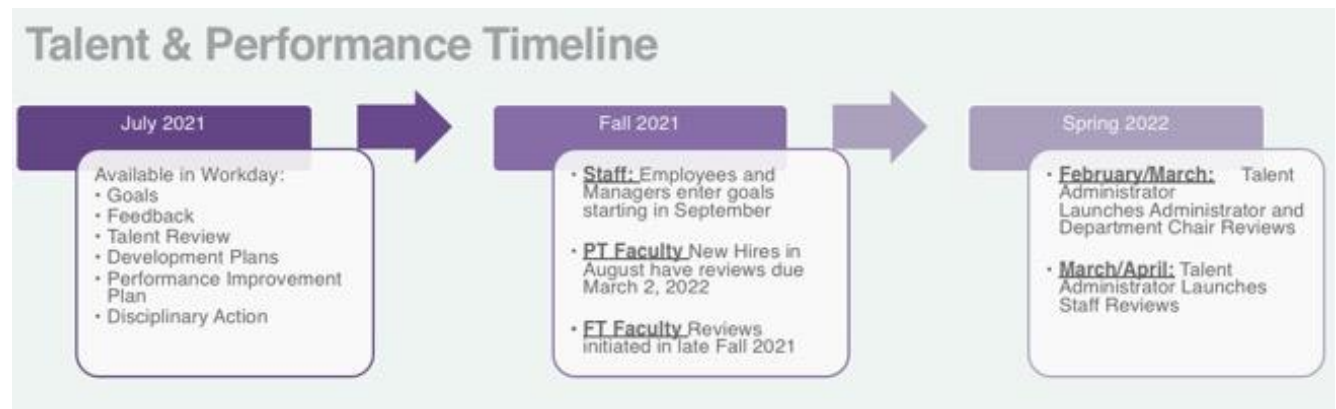 Talent & Performance Timeline
July 2021
Available in Workday:
• Goals
• Feedback
• Talent Review
• Development Plans
• Performance Improvement
Plan
• Disciplinary Action
Fall 2021
• Staff: Employees and
Managers enter goals
starting in September
• PT Faculty New Hires in
August have reviews due
March 2, 2022
• FT Faculty Reviews
initiated in late Fall 2021
Spring 2022
• February/March: Talent
Administrator
Launches Administrator and
Department Chair Reviews
• March/April: Talent
Administrator Launches
Staff Reviews